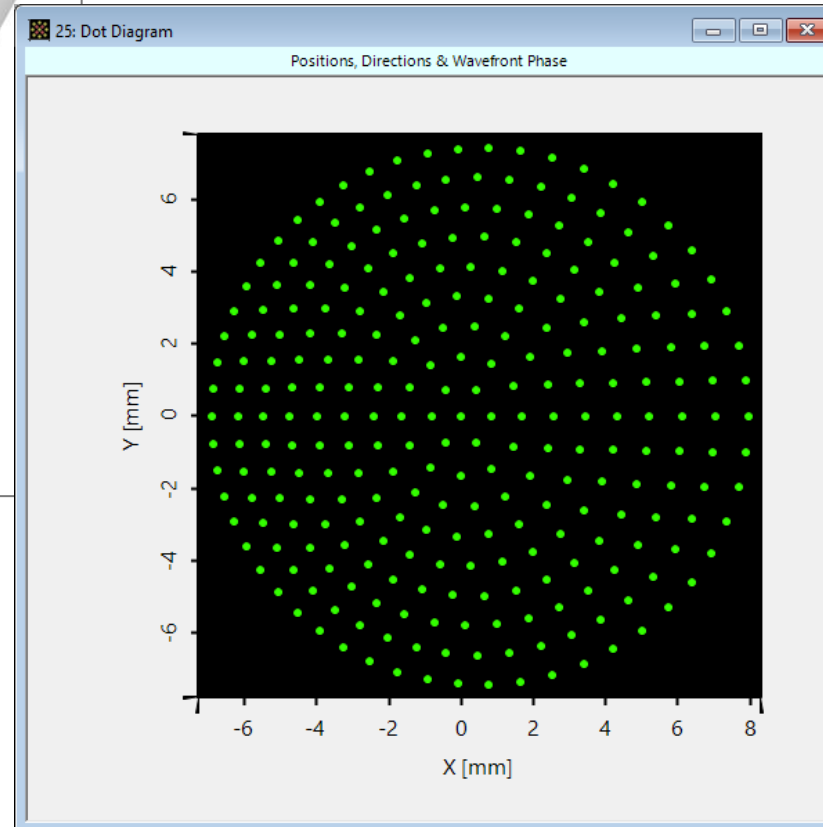 25: Dot Diagram
Positions, Directions & Wavefront Phase
6
4
2
0
-2
-4
-6
Y [mm]
-6 -4 -2 0 2 4 6 8
X [mm]